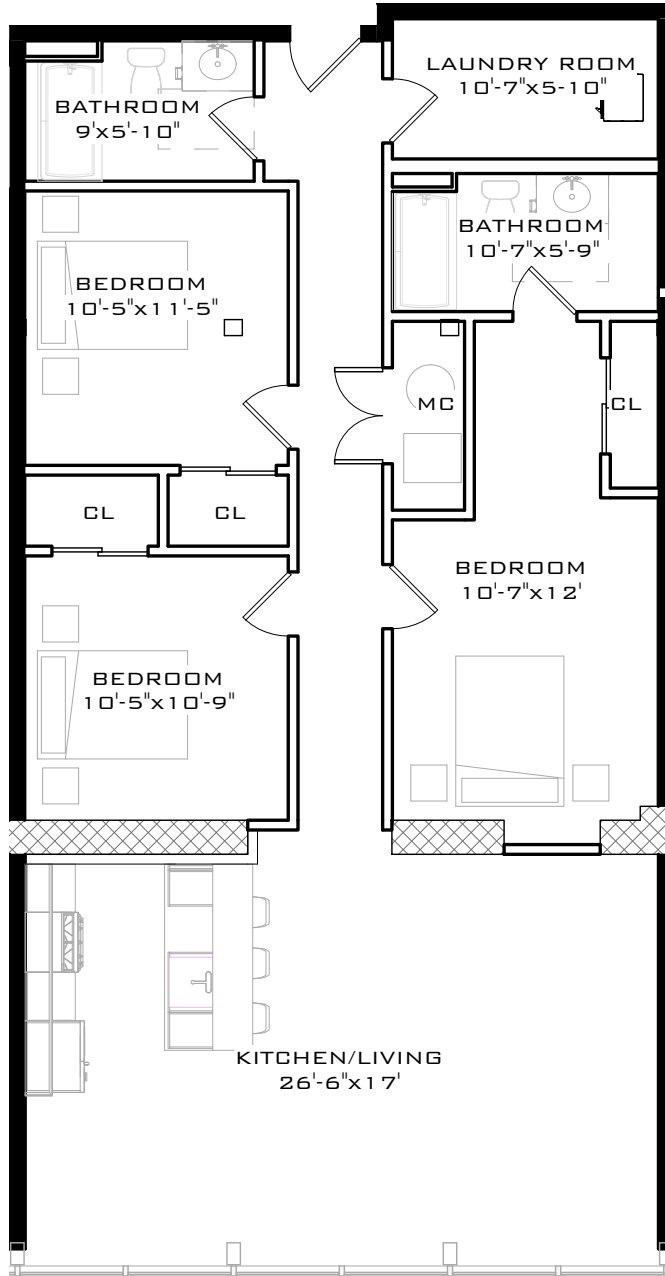 LAUNDRY ROOM
10'-7"x5-10"
BATHROOM
9'x5'-10"
BATHROOM
10'-7"x5'-9"
BEDROOM
10'-5"x11'-5"
MC
CL
CL
CL
BEDROOM
10'-7"x12'
BEDROOM
10'-5"x10'-9"
KITCHEN/LIVING
26'-6"x17'